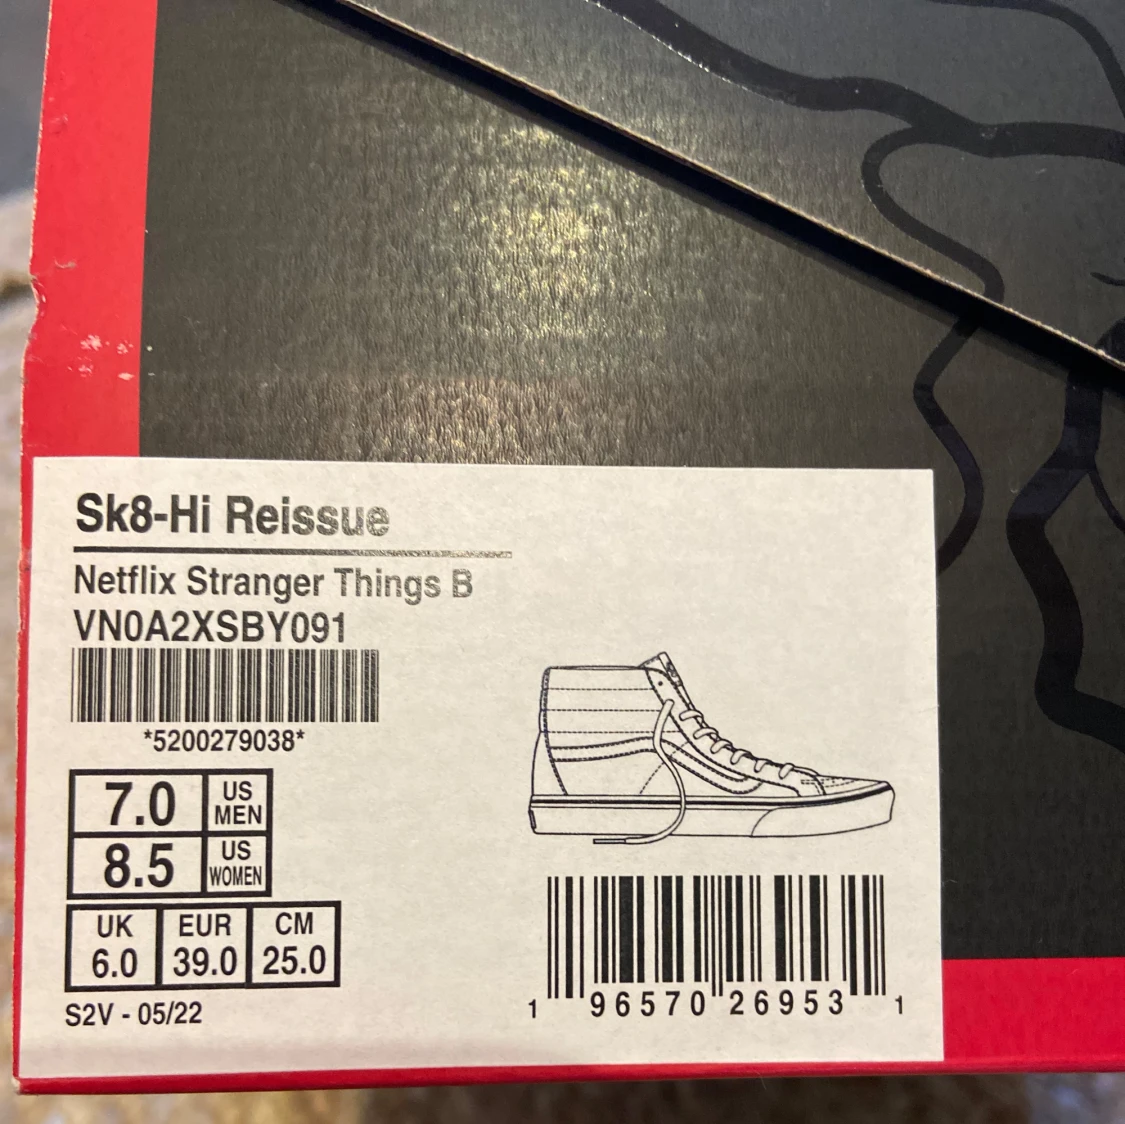 Sk8-Hi Reissue
Netflix Stranger Things B
VN0A2XSBY091
*5200279038*
7.0 US MEN
8.5 US WOMEN
UK EUR CM
6.0 39.0 25.0
S2V - 05/22
1 96570 26953 1